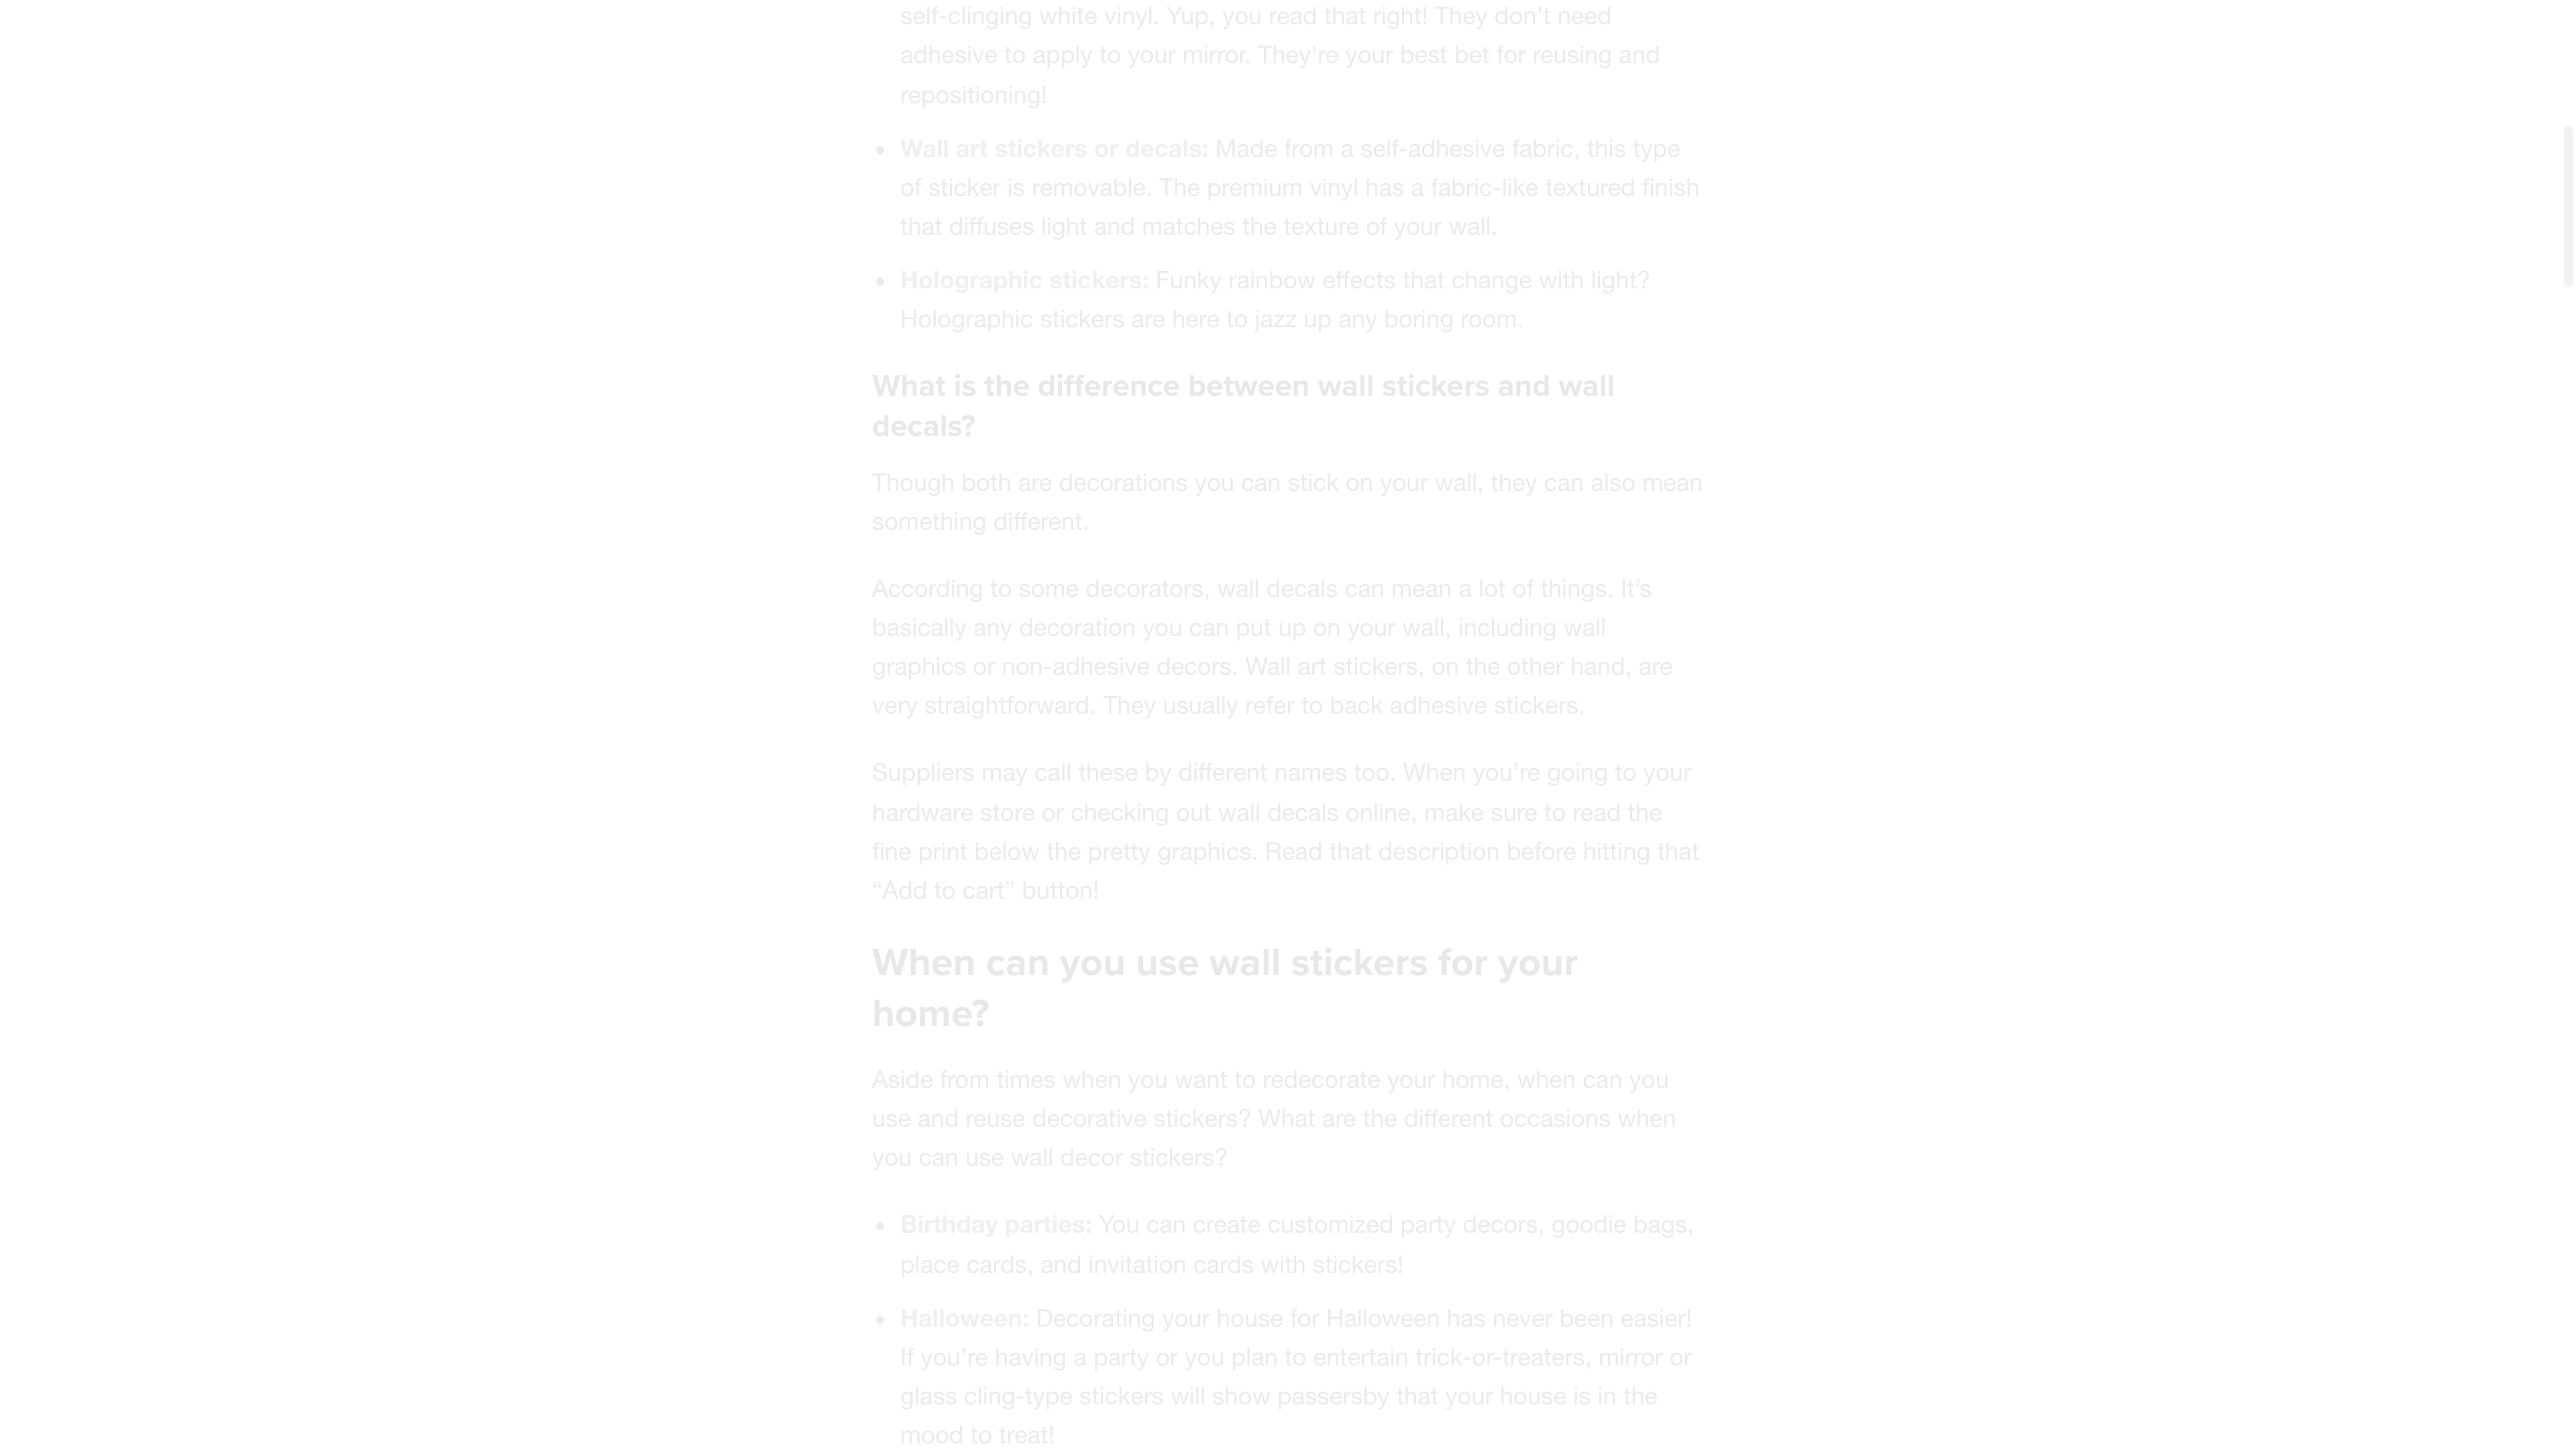 self-clinging white vinyl. Yup, you read that right! They don’t need
adhesive to apply to your mirror. They're your best bet for reusing and
repositioning!
• Wall art stickers or decals: Made from a self-adhesive fabric, this type
of sticker is removable. The premium vinyl has a fabric-like textured finish
that diffuses light and matches the texture of your wall.
• Holographic stickers: Funky rainbow effects that change with light?
Holographic stickers are here to jazz up any boring room.
What is the difference between wall stickers and wall
decals?
Though both are decorations you can stick on your wall, they can also mean
something different.
According to some decorators, wall decals can mean a lot of things. It’s
basically any decoration you can put up on your wall, including wall
graphics or non-adhesive decors. Wall art stickers, on the other hand, are
very straightforward. They usually refer to back adhesive stickers.
Suppliers may call these by different names too. When you’re going to your
hardware store or checking out wall decals online, make sure to read the
fine print below the pretty graphics. Read that description before hitting that
“Add to cart” button!
When can you use wall stickers for your
home?
Aside from times when you want to redecorate your home, when can you
use and reuse decorative stickers? What are the different occasions when
you can use wall decor stickers?
• Birthday parties: You can create customized party decors, goodie bags,
place cards, and invitation cards with stickers!
• Halloween: Decorating your house for Halloween has never been easier!
If you’re having a party or you plan to entertain trick-or-treaters, mirror or
glass cling-type stickers will show passersby that your house is in the
mood to treat!